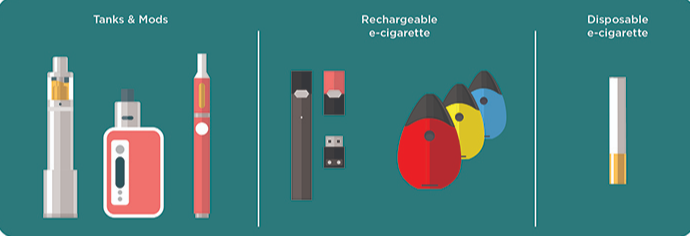 Tanks & Mods
Rechargeable
e-cigarette
Disposable
e-cigarette